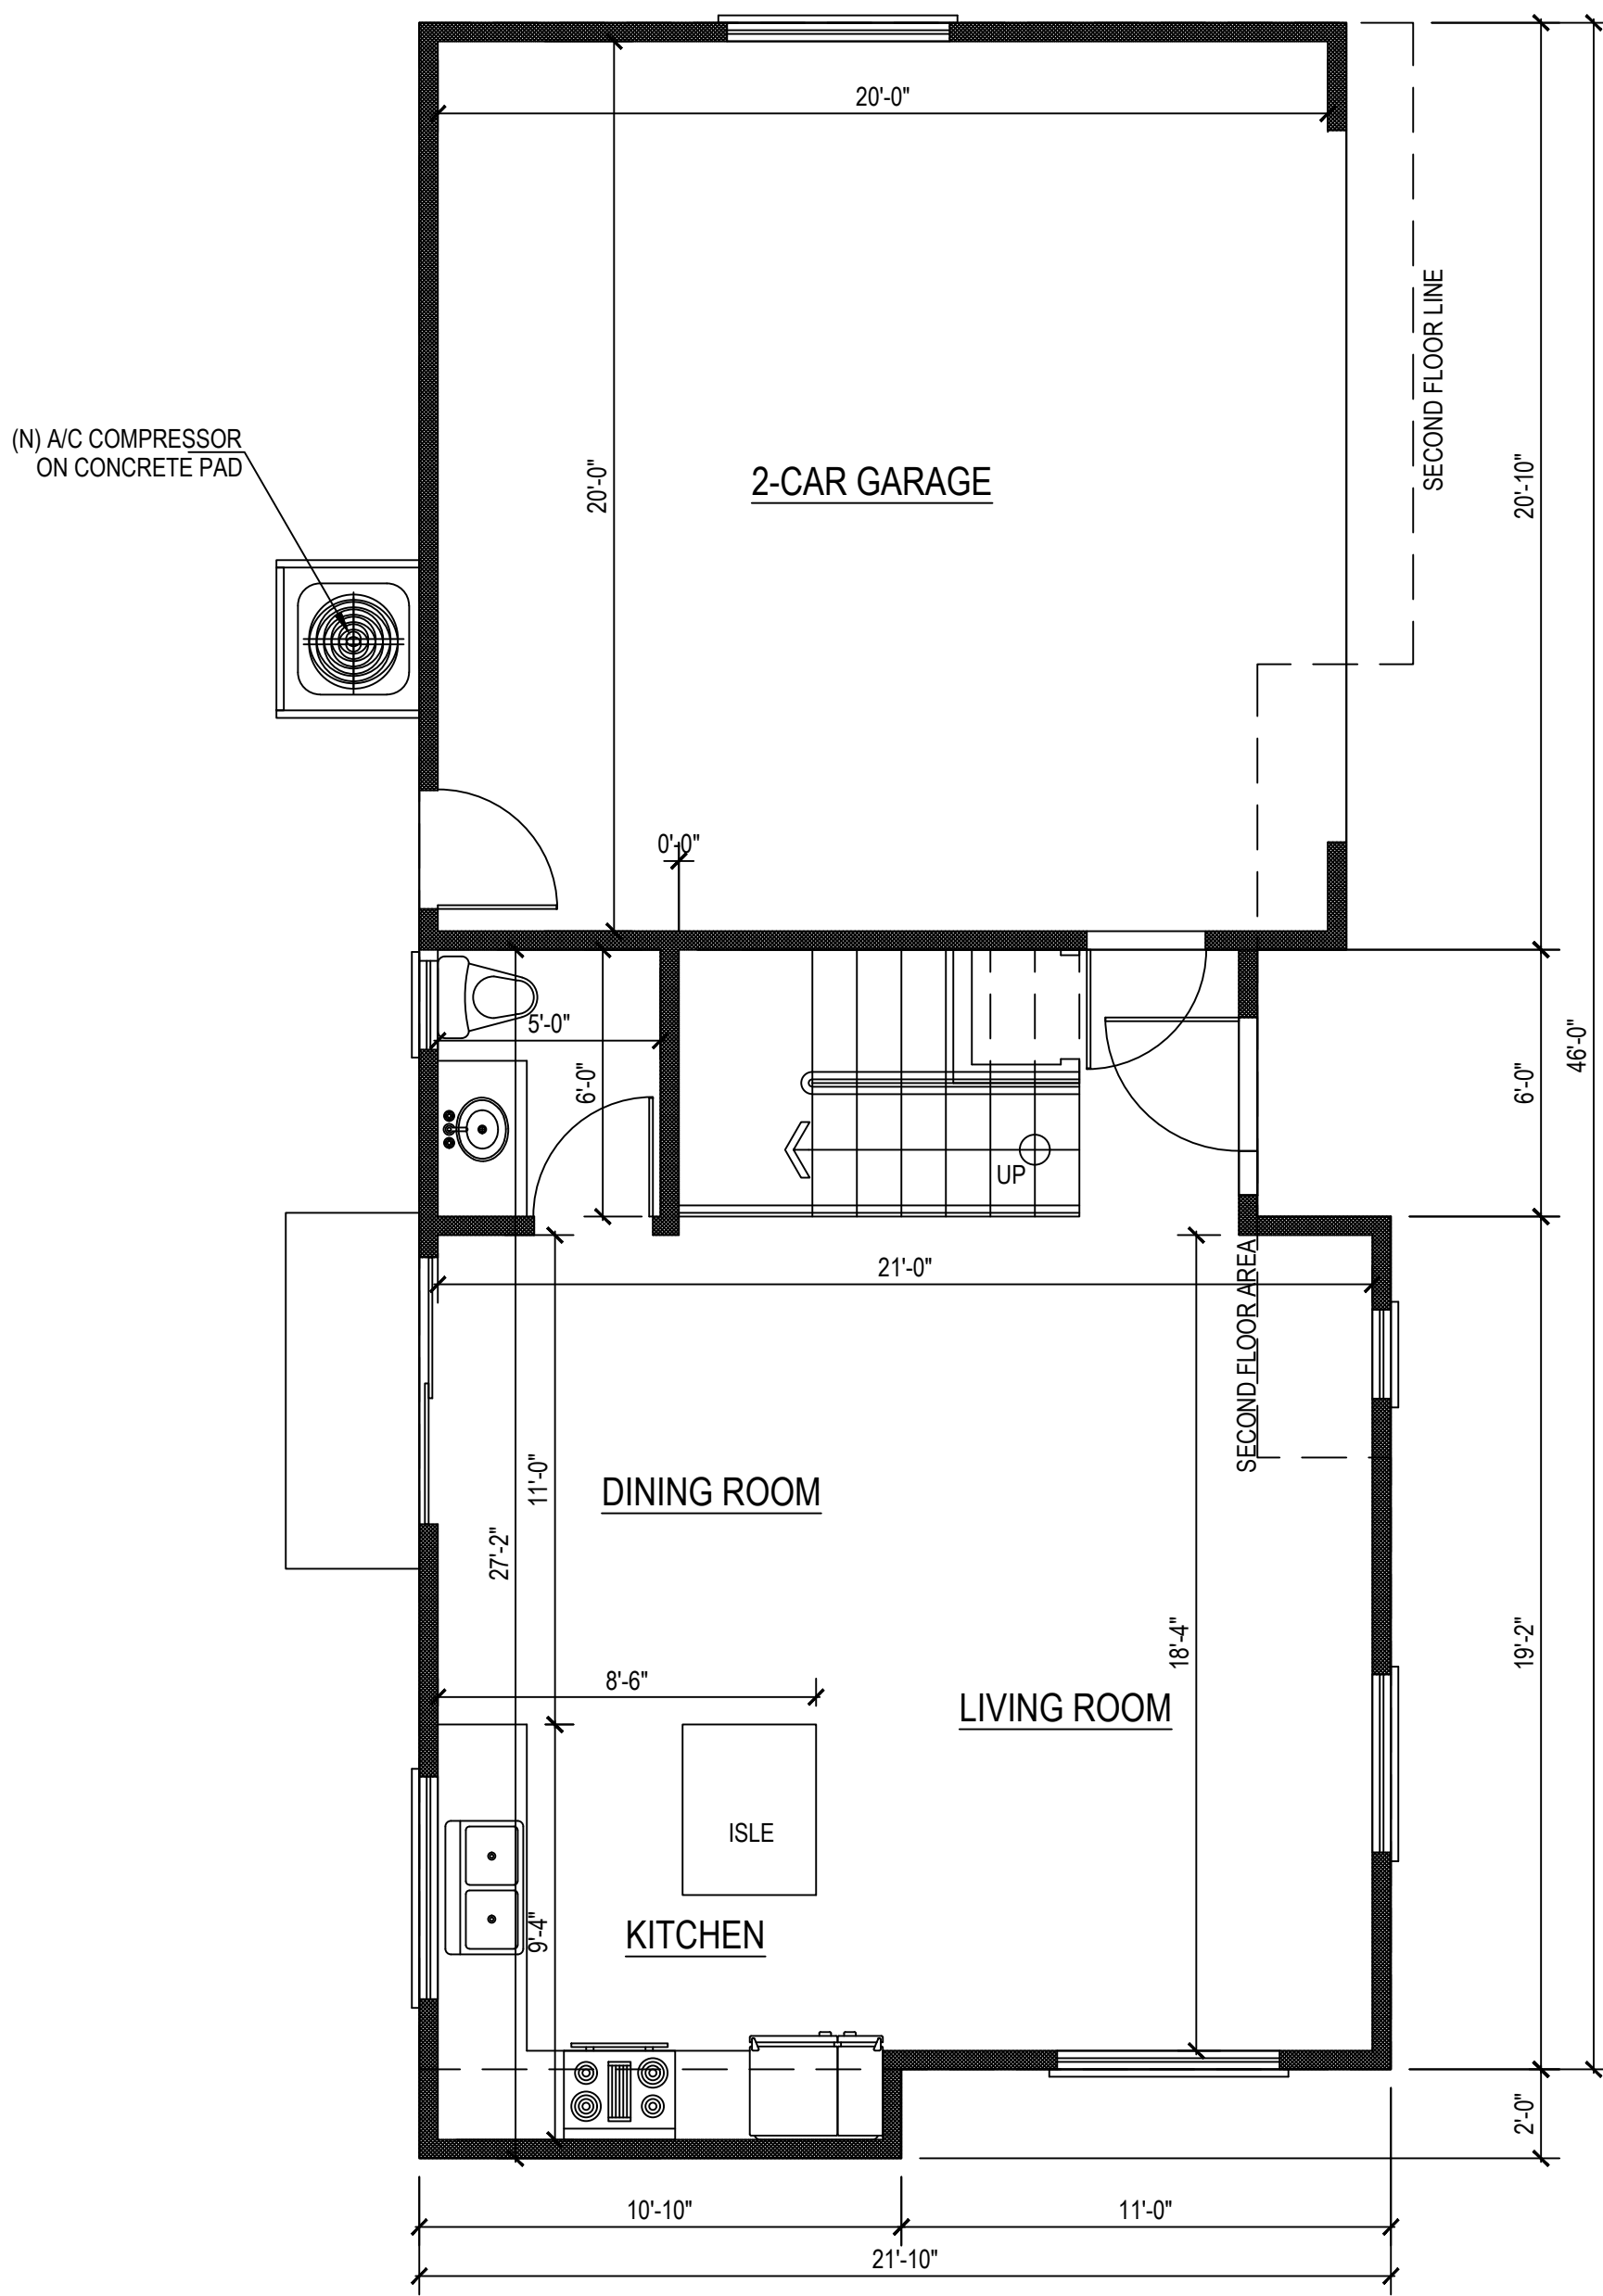 20'-0"
SECOND FLOOR LINE
(N) A/C COMPRESSOR
ON CONCRETE PAD
20'-0"
2-CAR GARAGE
20'-10"
0'-0"
5'-0"
6'-0"
UP
6'-0"
46'-0"
21'-0"
SECOND FLOOR AREA
11'-0"
DINING ROOM
27'-2"
18'-4"
19'-2"
8'-6"
LIVING ROOM
ISLE
9'-4"
KITCHEN
2'-0"
10'-10"
11'-0"
21'-10"